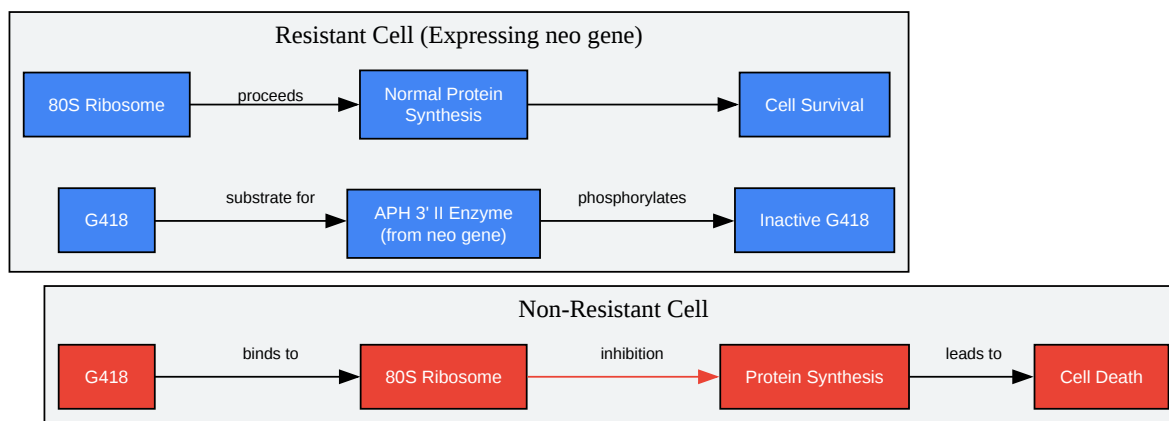 Resistant Cell (Expressing neo gene)
80S Ribosome
proceeds
Normal Protein
Synthesis
Cell Survival
G418
substrate for
APH 3' II Enzyme
(from neo gene)
phosphorylates
Inactive G418
Non-Resistant Cell
G418
binds to
80S Ribosome
inhibition
Protein Synthesis
leads to
Cell Death